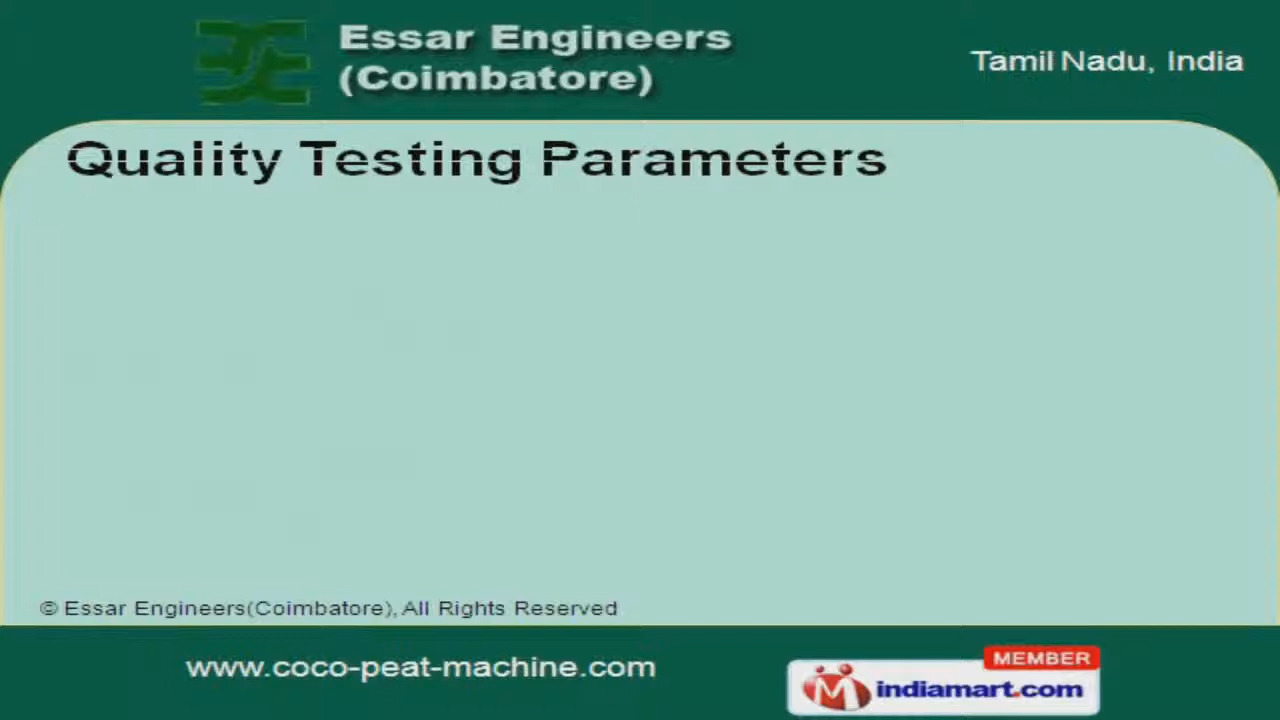 Essar Engineers
(Coimbatore)
Tamil Nadu, India
Quality Testing Parameters
© Essar Engineers(Coimbatore), All Rights Reserved
www.coco-peat-machine.com
MEMBER
indiamart.com